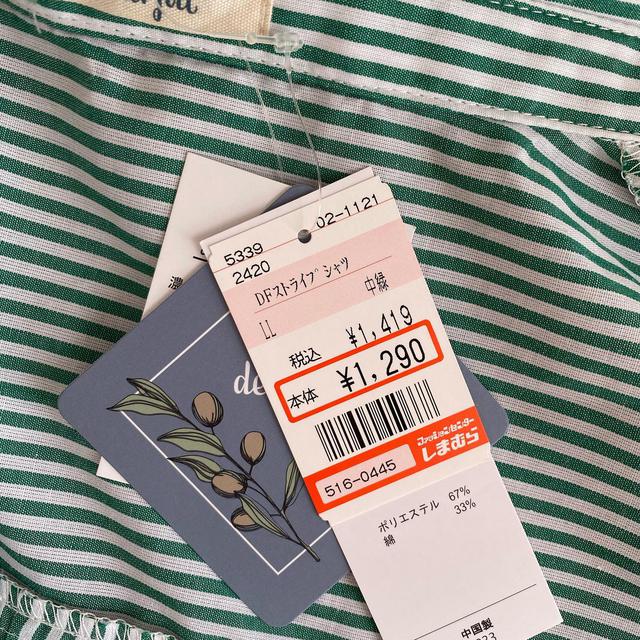 5339
02-1121
2420
DFストライプシャツ
LL
中緑
税込 ¥1,419
本体 ¥1,290
ファッションセンター
しまむら
516-0445
de
ポリエステル 67%
綿 33%
中国製